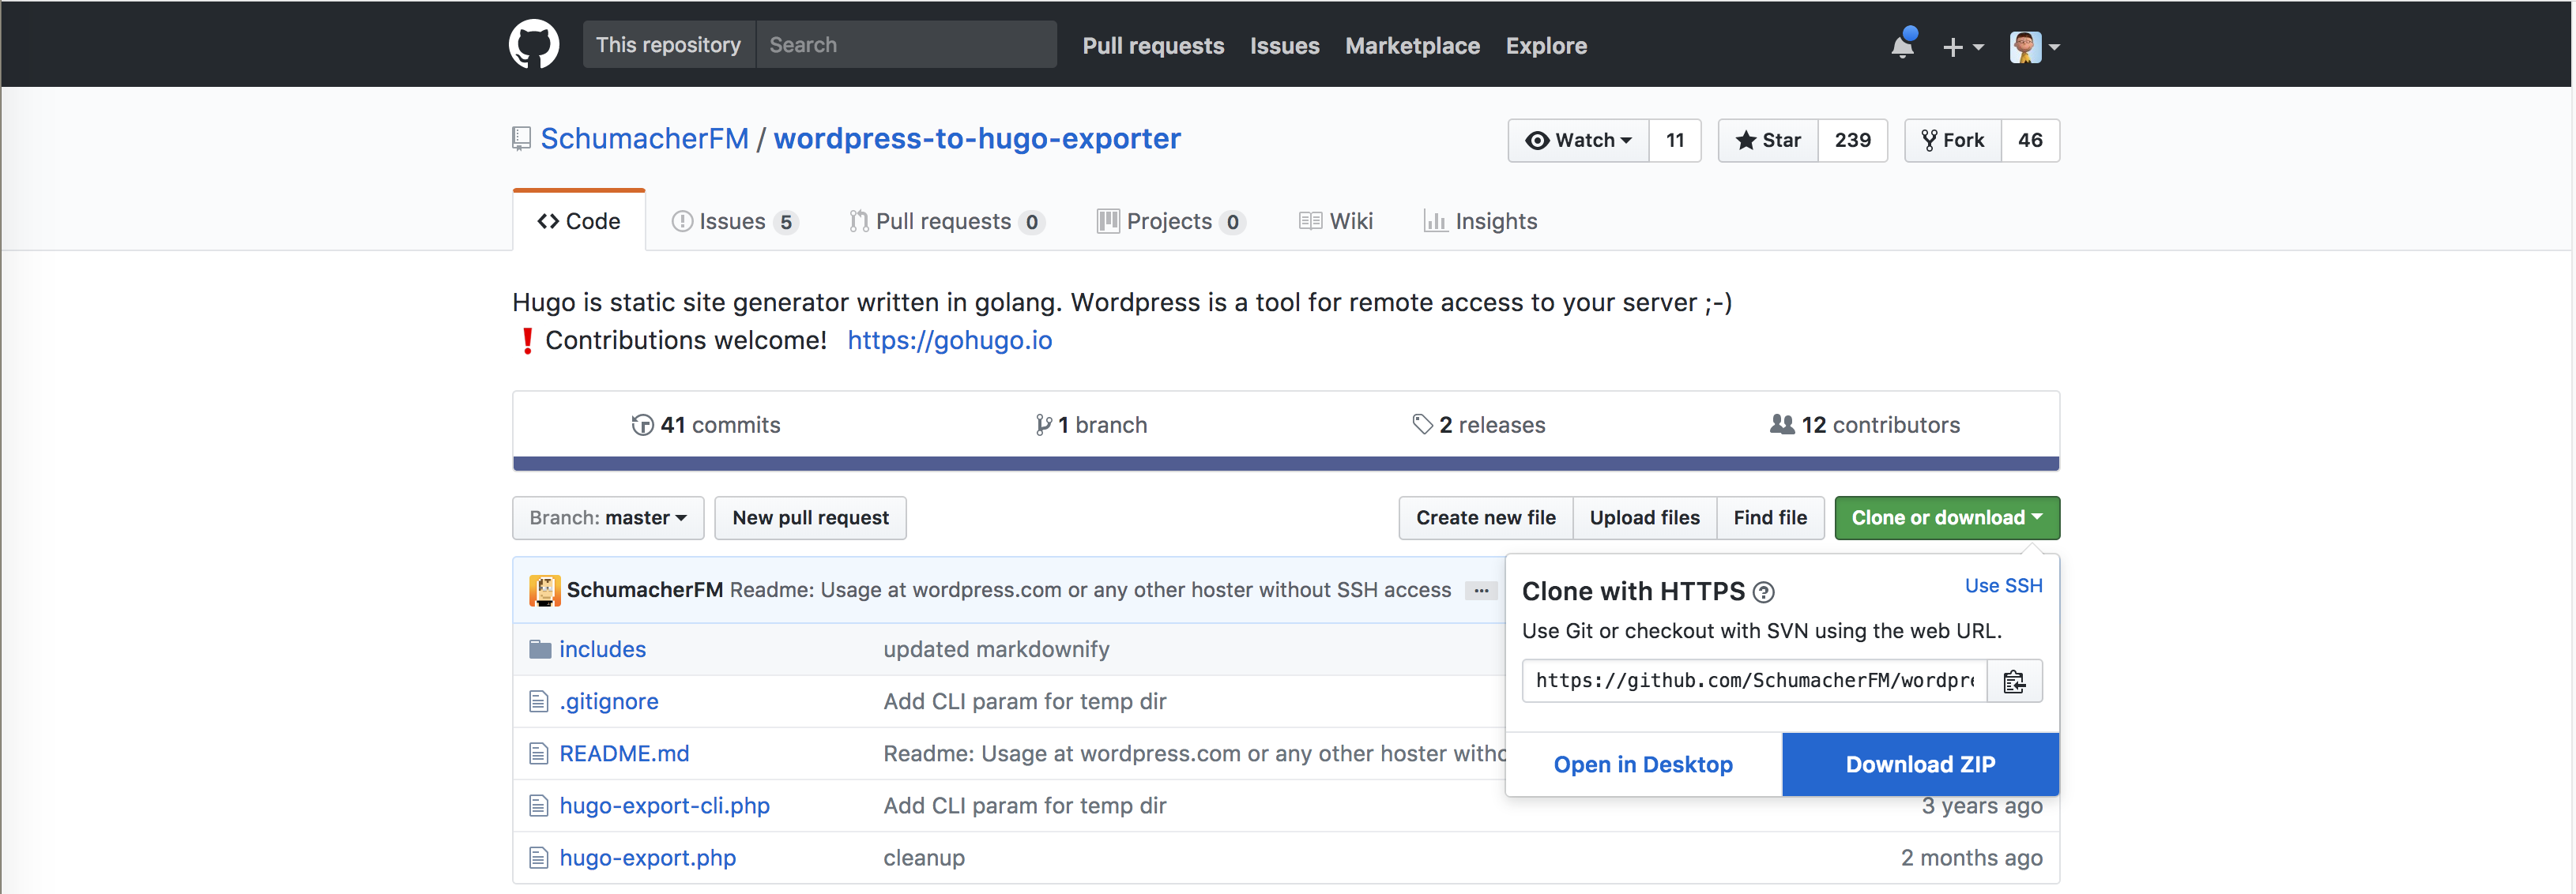 This repository Search Pull requests Issues Marketplace Explore
SchumacherFM / wordpress-to-hugo-exporter Watch 11 Star 239 Fork 46
Code Issues 5 Pull requests 0 Projects 0 Wiki Insights
Hugo is static site generator written in golang. Wordpress is a tool for remote access to your server ;-)
❗ Contributions welcome! https://gohugo.io
41 commits 1 branch 2 releases 12 contributors
Branch: master New pull request Create new file Upload files Find file Clone or download
SchumacherFM Readme: Usage at wordpress.com or any other hoster without SSH access ...
Clone with HTTPS ? Use SSH
Use Git or checkout with SVN using the web URL.
https://github.com/SchumacherFM/wordpre
Open in Desktop Download ZIP
includes updated markdownify
.gitignore Add CLI param for temp dir
README.md Readme: Usage at wordpress.com or any other hoster witho
hugo-export-cli.php Add CLI param for temp dir 3 years ago
hugo-export.php cleanup 2 months ago